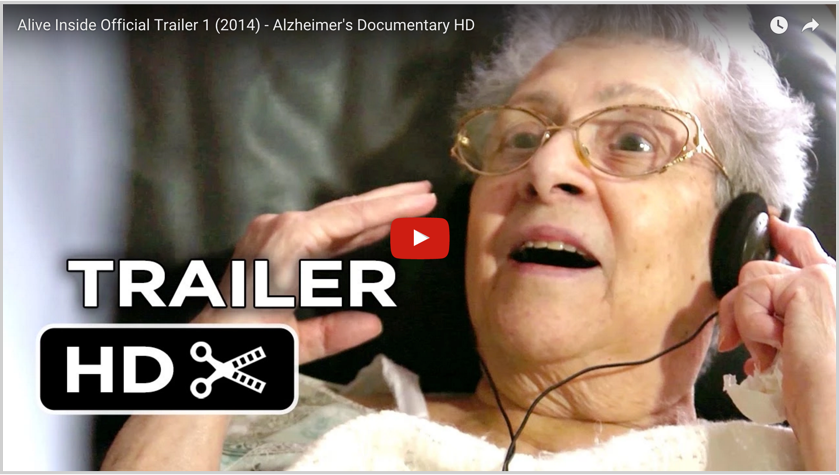 Alive Inside Official Trailer 1 (2014) - Alzheimer's Documentary HD
TRAILER
HD